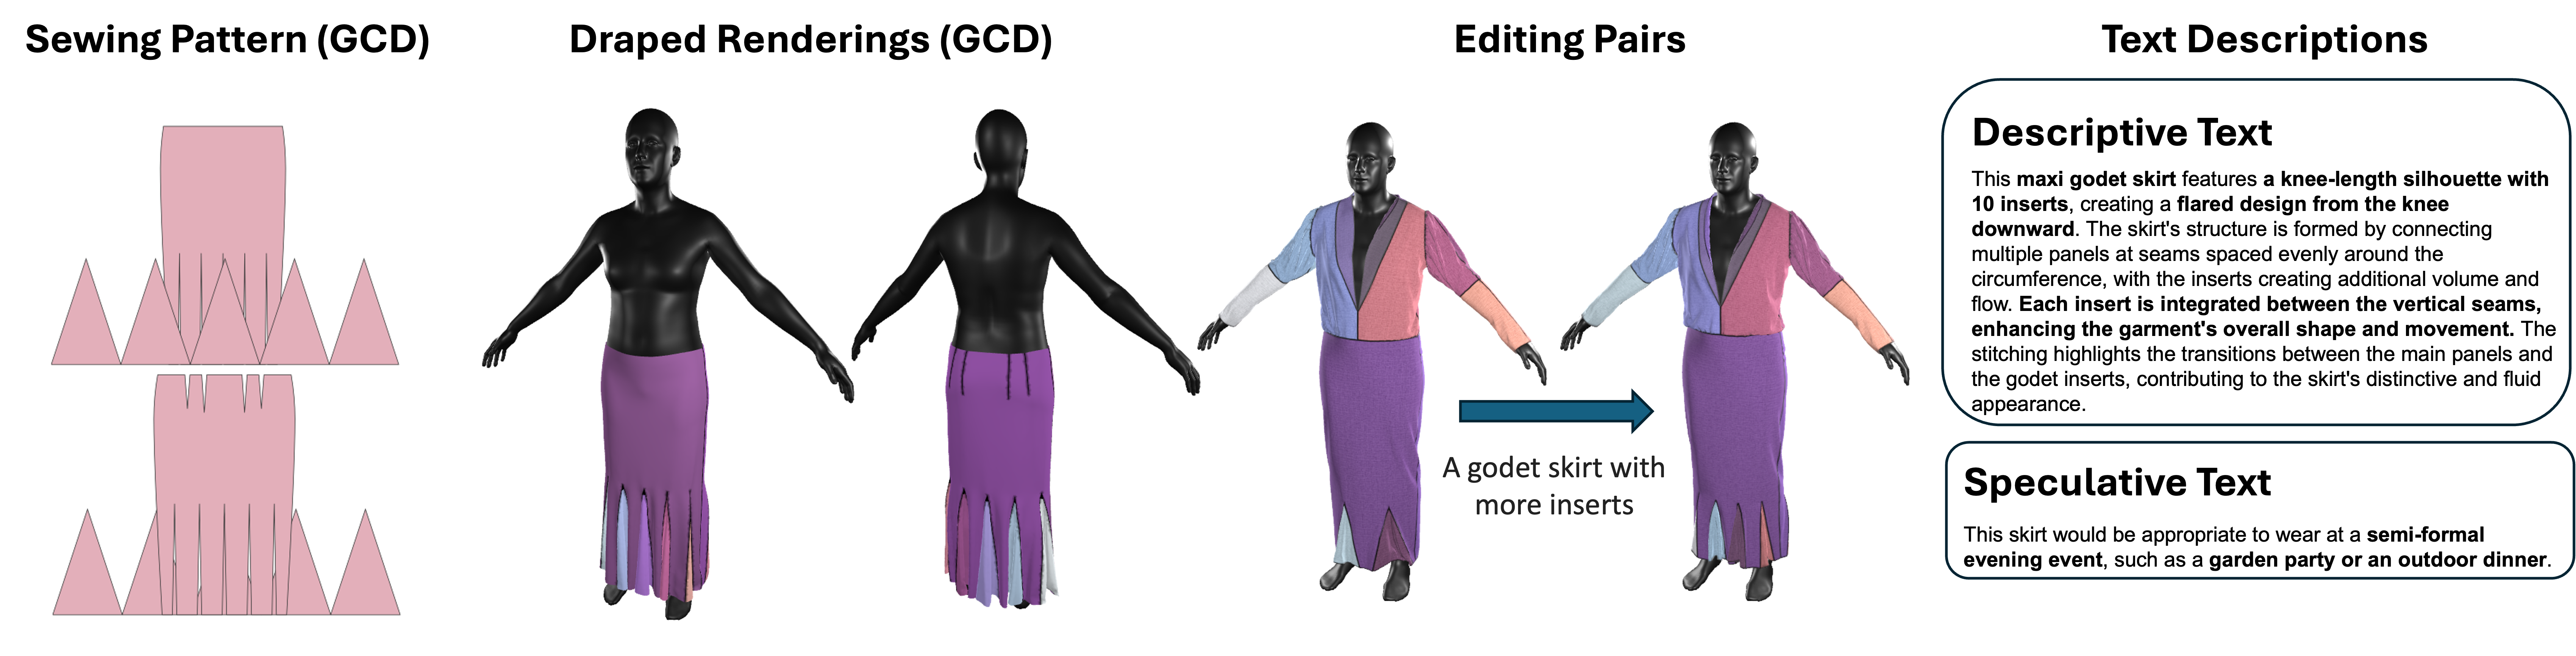 Sewing Pattern (GCD)
Draped Renderings (GCD)
Editing Pairs
A godet skirt with
more inserts
Text Descriptions
Descriptive Text
This maxi godet skirt features a knee-length silhouette with
10 inserts, creating a flared design from the knee
downward. The skirt's structure is formed by connecting
multiple panels at seams spaced evenly around the
circumference, with the inserts creating additional volume and
flow. Each insert is integrated between the vertical seams,
enhancing the garment's overall shape and movement. The
stitching highlights the transitions between the main panels and
the godet inserts, contributing to the skirt's distinctive and fluid
appearance.
Speculative Text
This skirt would be appropriate to wear at a semi-formal
evening event, such as a garden party or an outdoor dinner.